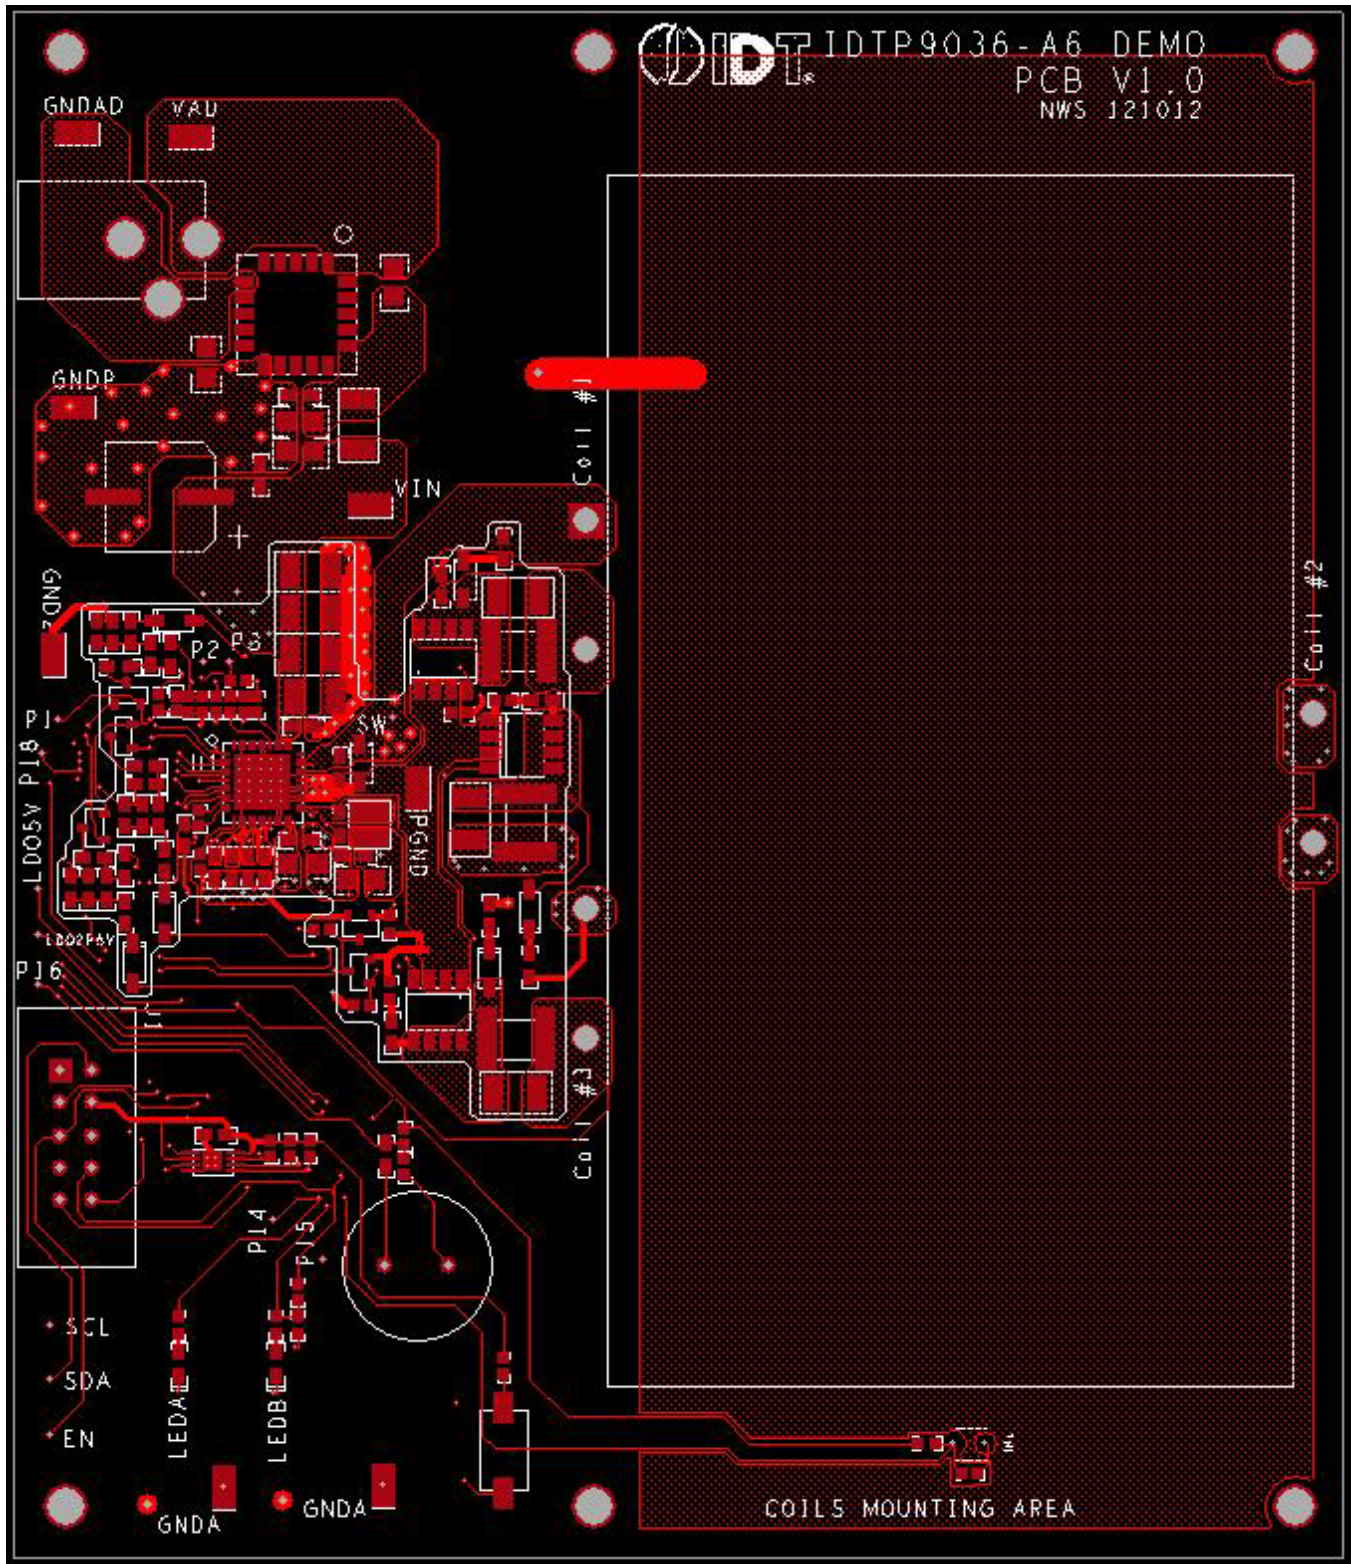 IDT® IDTP9036-A6 DEMO
PCB V1.0
NWS 121012
GNDAD
VAD
GNDP
Coil #1
VIN
GND2
Coil #2
P2
P3
P1
SW
P18
LDO5V
PGND
LDO2P5V
P16
J1
Coil #3
P14
P15
SCL
SDA
EN
LEDA
LEDB
GNDA
GNDA
COILS MOUNTING AREA